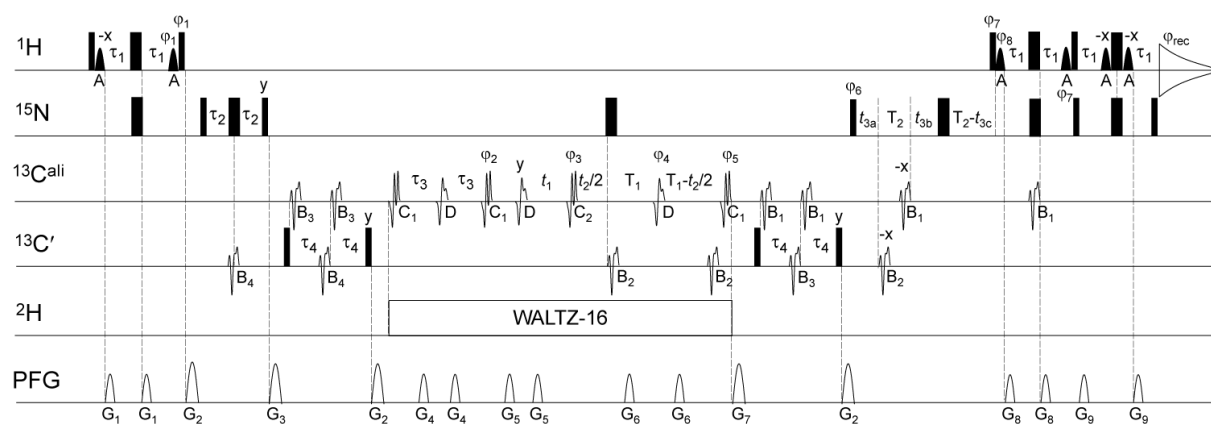 -x φ₁ φ₇ φ₈ -x -x φrec
¹H τ₁ τ₁ φ₁ τ₁ τ₁ τ₁ τ₁
A A A A A A
y φ₆ φ₇
¹⁵N τ₂ τ₂ t₃ₐ T₂ t₃b T₂-t₃c
φ₂ y φ₃ φ₄ φ₅ -x
¹³Cᵃˡⁱ τ₃ τ₃ t₁ t₂/2 T₁ T₁-t₂/2
B₃ B₃ C₁ D C₁ D C₂ D C₁ B₁ B₁ B₁ B₁
y y -x
¹³C′ τ₄ τ₄ τ₄ τ₄
B₄ B₄ B₂ B₂ B₃ B₂
²H WALTZ-16
PFG
G₁ G₁ G₂ G₃ G₂ G₄ G₄ G₅ G₅ G₆ G₆ G₇ G₂ G₈ G₈ G₉ G₉